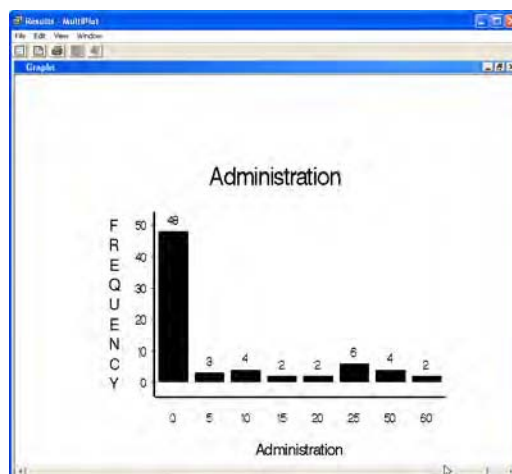 Results - MultiPlot
File Edit View Window
Graph1
Administration
FREQUENCY
50
40
30
20
10
0
48
3
4
2
2
6
4
2
0 5 10 15 20 25 50 60
Administration